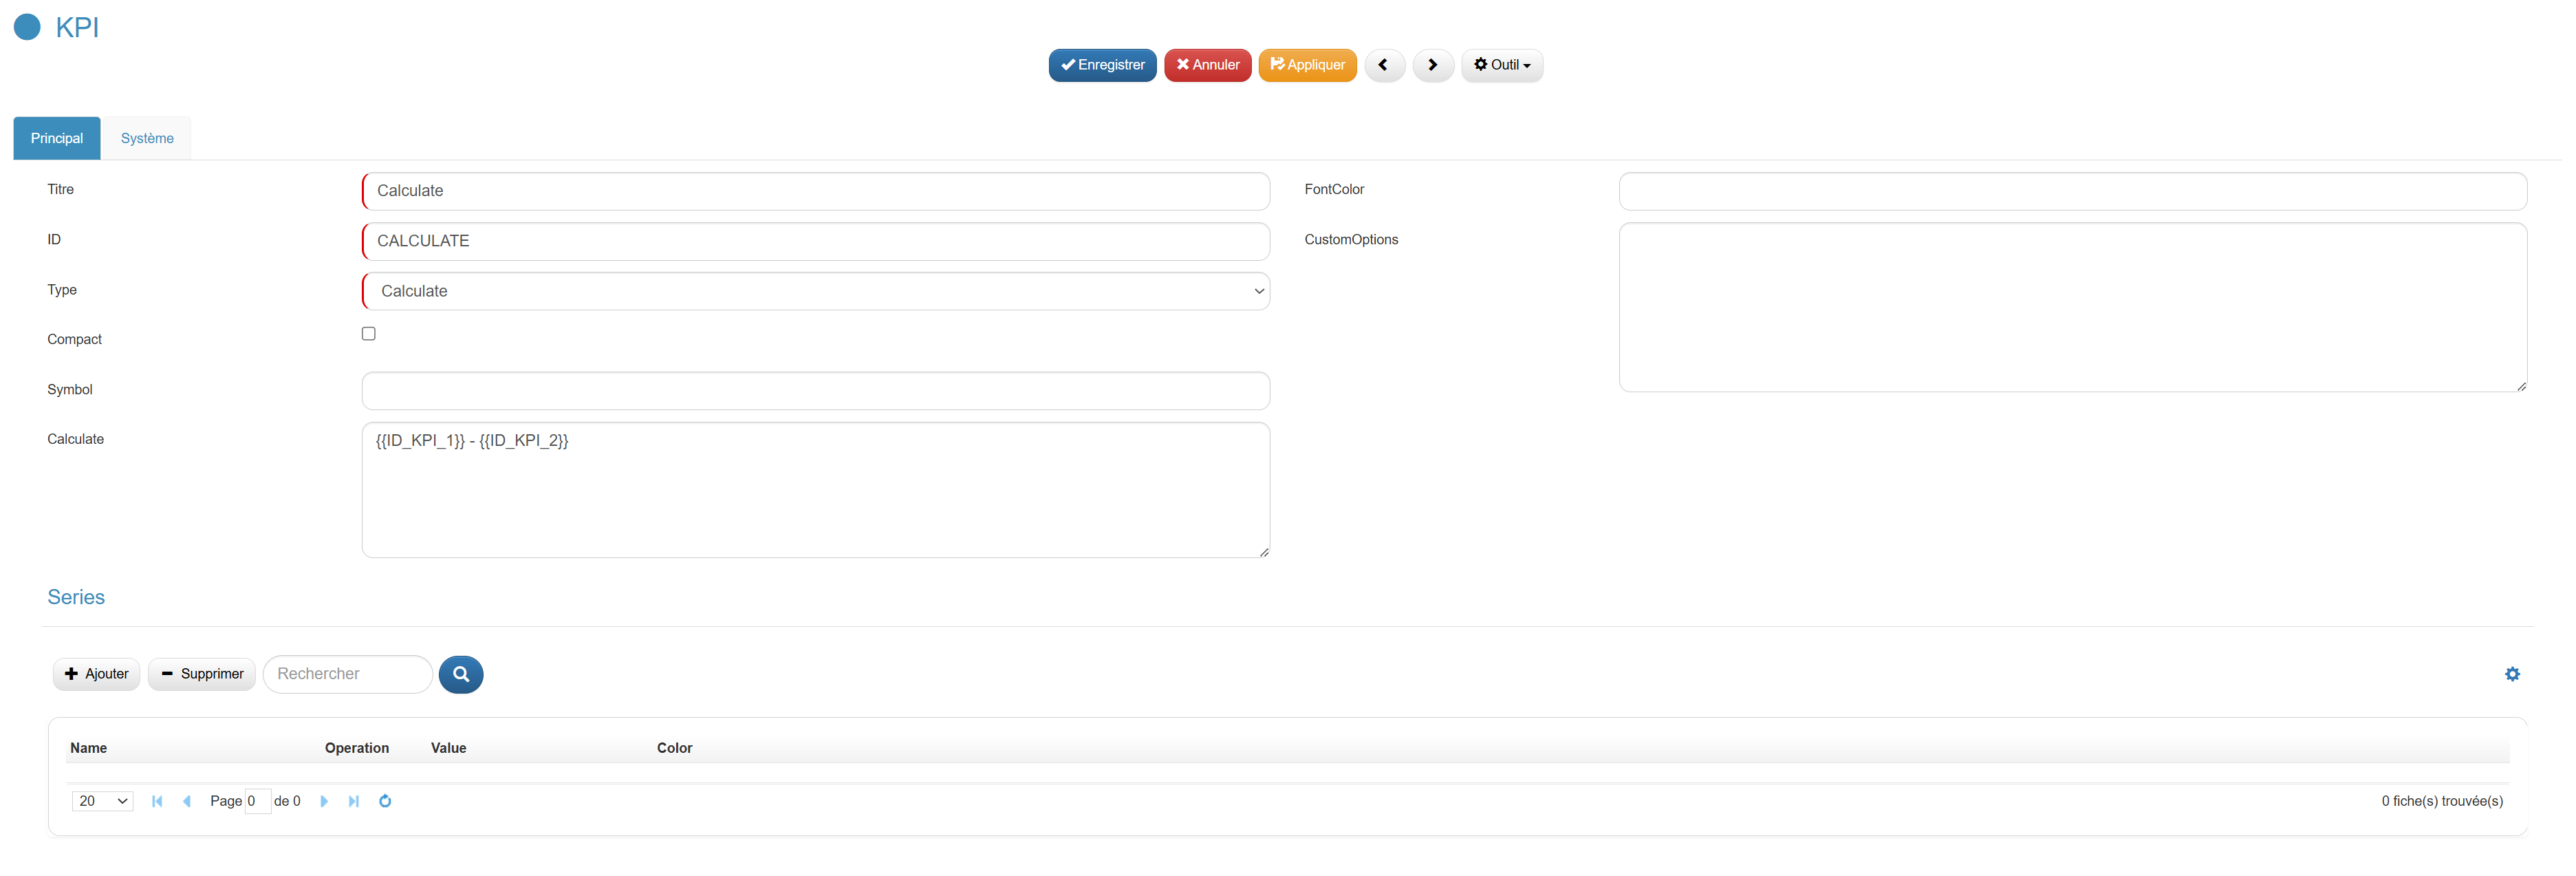 KPI
Enregistrer Annuler Appliquer Outil
Principal Système
Titre Calculate FontColor
ID CALCULATE CustomOptions
Type Calculate
Compact
Symbol
Calculate {{ID_KPI_1}} - {{ID_KPI_2}}
Series
Ajouter Supprimer Rechercher
Name Operation Value Color
20 Page 0 de 0 0 fiche(s) trouvée(s)